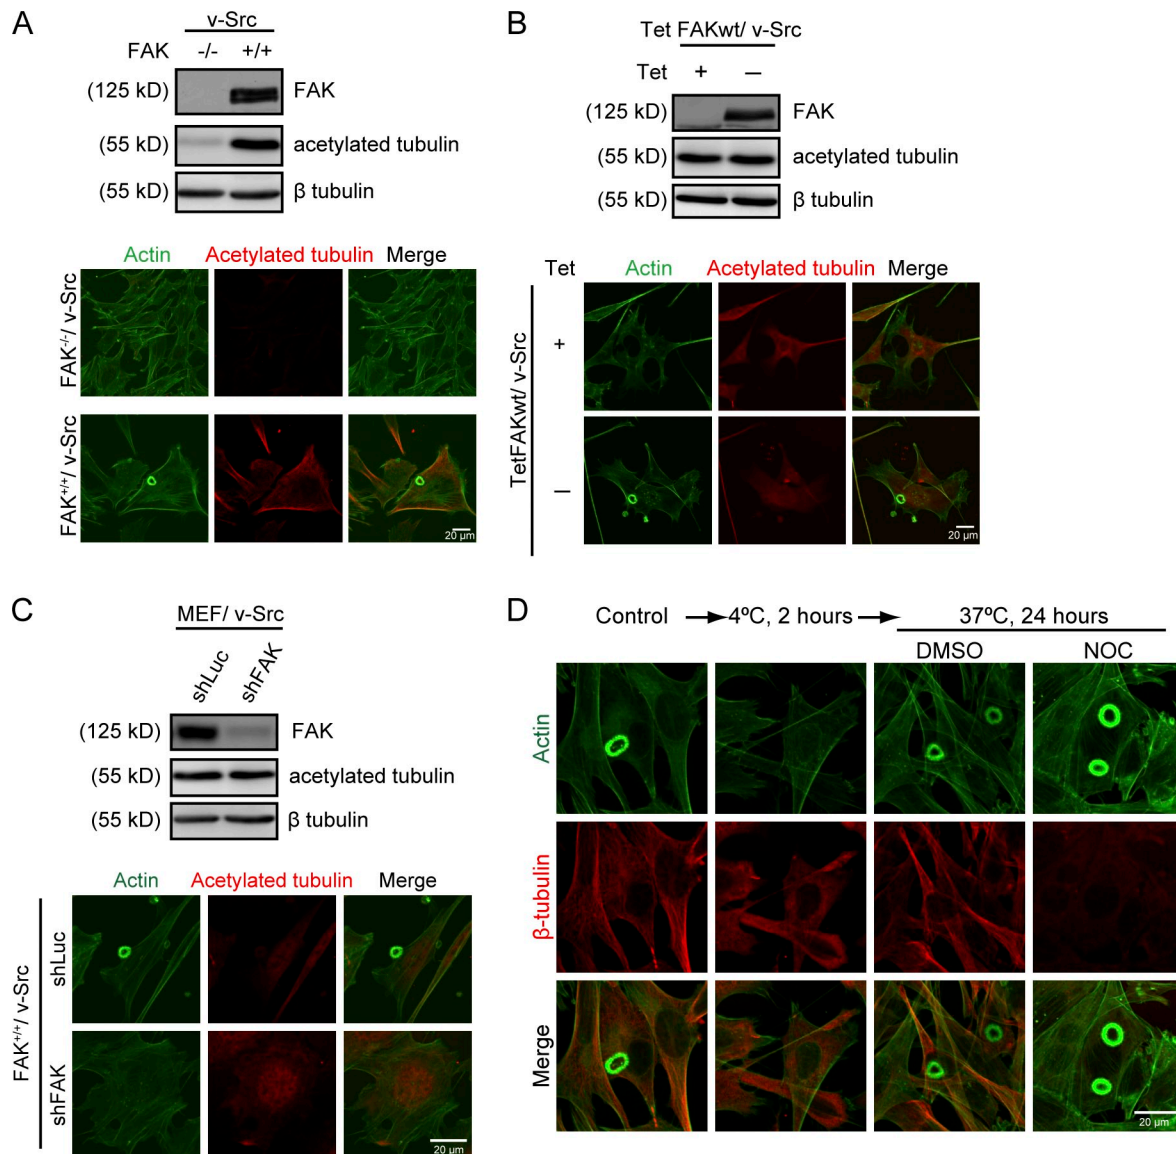 A
v-Src
FAK -/- +/+
(125 kD) FAK
(55 kD) acetylated tubulin
(55 kD) β tubulin
Actin Acetylated tubulin Merge
FAK-/-/ v-Src
FAK+/+/ v-Src
20 µm
B
Tet FAKwt/ v-Src
Tet + —
(125 kD) FAK
(55 kD) acetylated tubulin
(55 kD) β tubulin
Tet Actin Acetylated tubulin Merge
TetFAKwt/ v-Src
+
—
20 µm
C
MEF/ v-Src
shLuc shFAK
(125 kD) FAK
(55 kD) acetylated tubulin
(55 kD) β tubulin
Actin Acetylated tubulin Merge
FAK+/+/ v-Src
shLuc
shFAK
20 µm
D
Control 4ºC, 2 hours 37ºC, 24 hours
DMSO NOC
Actin
β-tubulin
Merge
20 µm